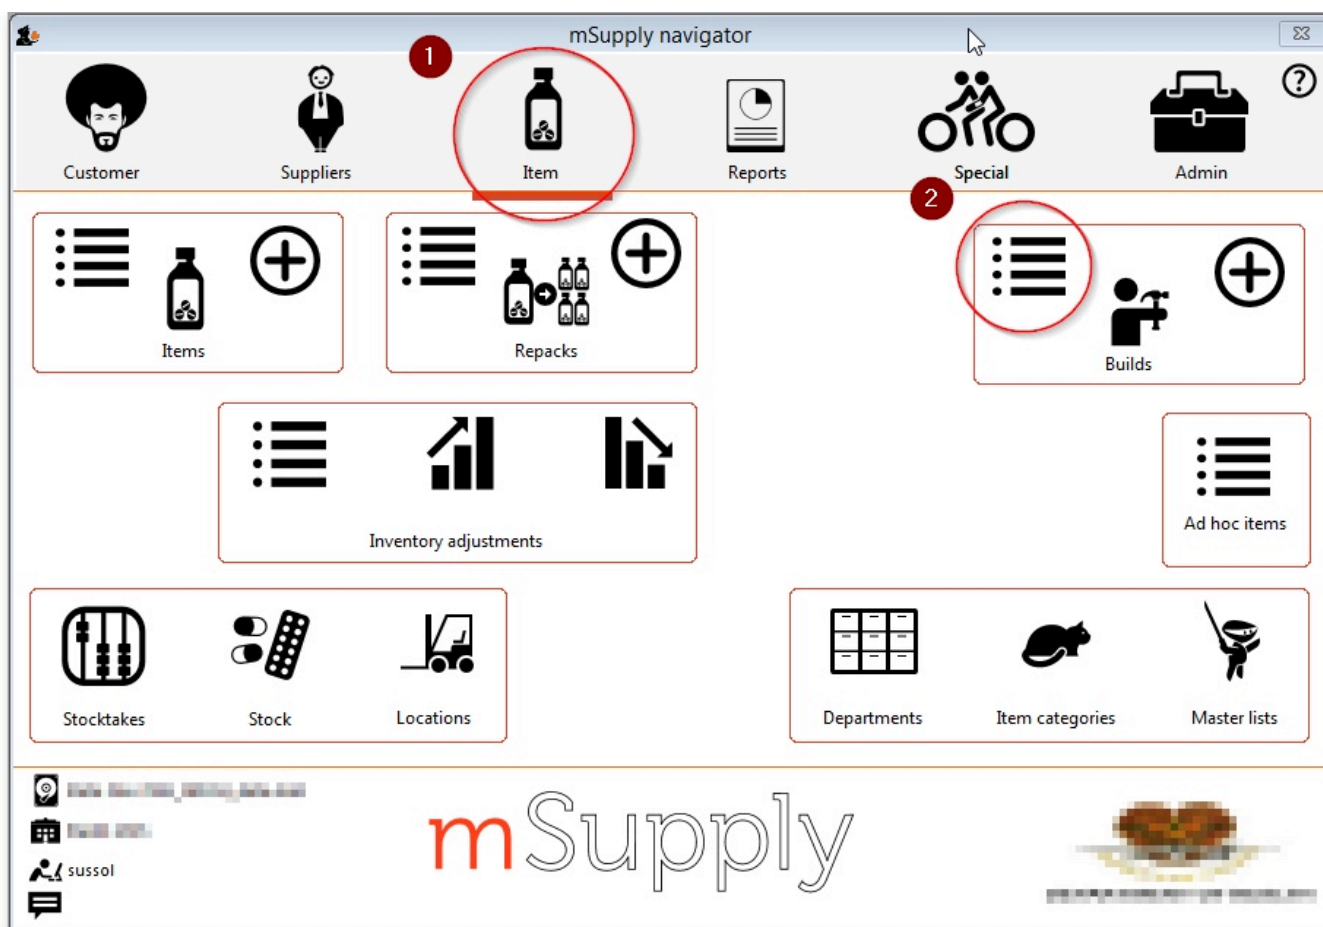 mSupply navigator
1
Customer
Suppliers
Item
Reports
Special
Admin
?
2
Items
Repacks
Builds
Inventory adjustments
Ad hoc items
Stocktakes
Stock
Locations
Departments
Item categories
Master lists
sussol
mSupply